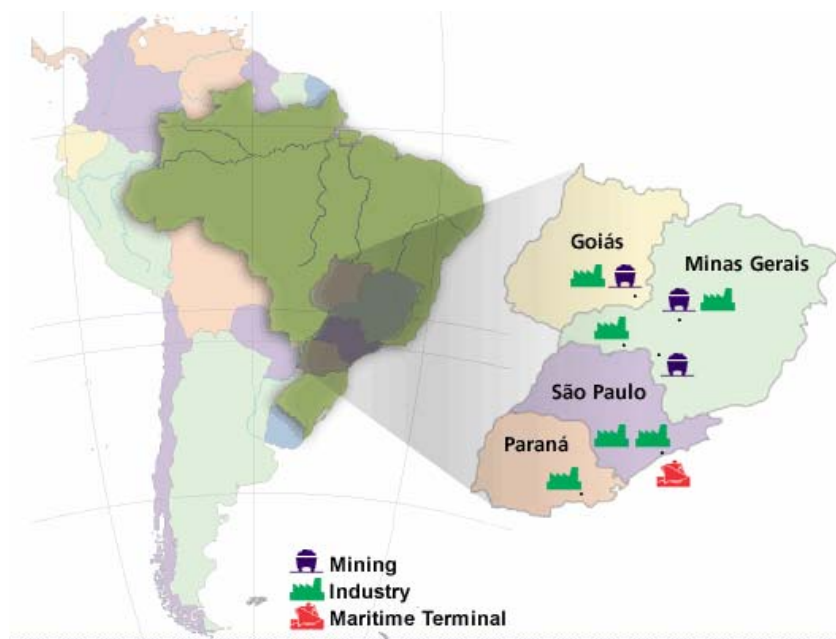 Goiás
Minas Gerais
São Paulo
Paraná
Mining
Industry
Maritime Terminal